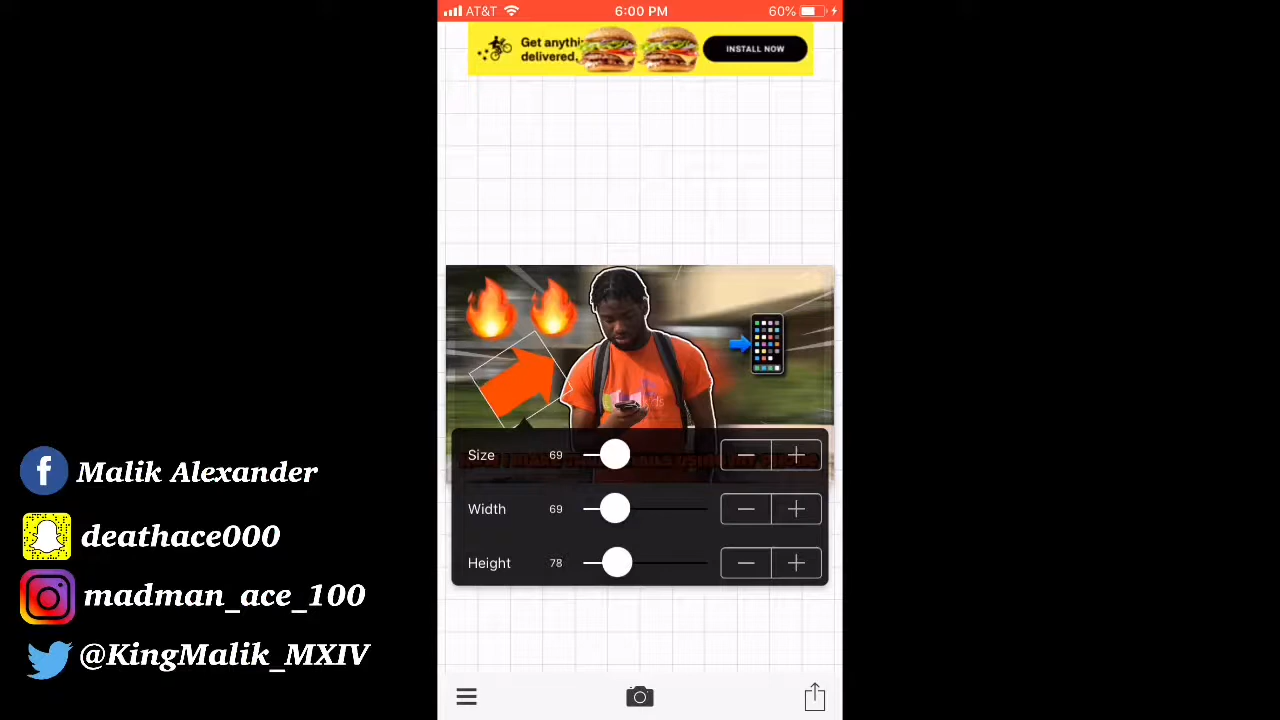 AT&T
6:00 PM
60%
Get anythi
delivered.
INSTALL NOW
Size 69
Width 69
Height 78
f Malik Alexander
deathace000
madman_ace_100
@KingMalik_MXIV